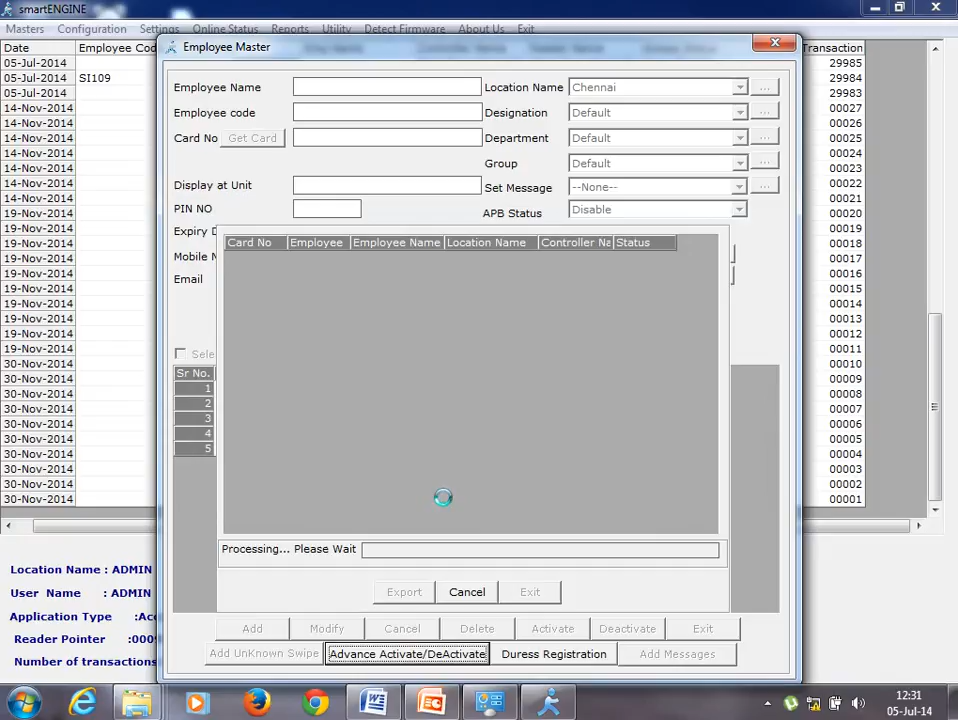 smartENGINE
Masters Configuration Settings Online Status Reports Utility Detect Firmware About Us Exit
Employee Master
Date Employee Cod Transaction
05-Jul-2014 29985
05-Jul-2014 SI109 29984
05-Jul-2014 29983
14-Nov-2014 00027
14-Nov-2014 00026
14-Nov-2014 00025
14-Nov-2014 00024
14-Nov-2014 00023
14-Nov-2014 00022
14-Nov-2014 00021
19-Nov-2014 00020
19-Nov-2014 00019
19-Nov-2014 00018
19-Nov-2014 00017
19-Nov-2014 00016
19-Nov-2014 00015
19-Nov-2014 00014
19-Nov-2014 00013
19-Nov-2014 00012
19-Nov-2014 00011
30-Nov-2014 00010
30-Nov-2014 00009
30-Nov-2014 00008
30-Nov-2014 00007
30-Nov-2014 00006
30-Nov-2014 00005
30-Nov-2014 00004
30-Nov-2014 00003
30-Nov-2014 00002
30-Nov-2014 00001
Employee Name Location Name Chennai ...
Employee code Designation Default ...
Card No Get Card Department Default ...
Group Default ...
Display at Unit Set Message --None-- ...
PIN NO APB Status Disable
Expiry D
Mobile N
Email
Sele
Sr No.
1
2
3
4
5
Card No Employee Employee Name Location Name Controller Na Status
Processing... Please Wait
Export Cancel Exit
Add Modify Cancel Delete Activate Deactivate Exit
Add UnKnown Swipe Advance Activate/DeActivate Duress Registration Add Messages
Location Name : ADMIN
User Name : ADMIN
Application Type :Acc
Reader Pointer :0009
Number of transactions
12:31
05-Jul-14